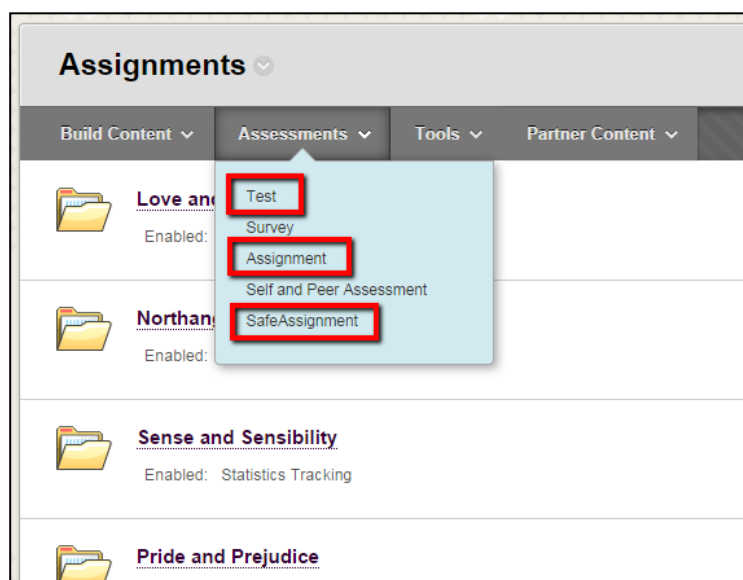 Assignments
Build Content Assessments Tools Partner Content
Love and
Enabled:
Test
Survey
Assignment
Self and Peer Assessment
SafeAssignment
Northang
Enabled:
Sense and Sensibility
Enabled: Statistics Tracking
Pride and Prejudice